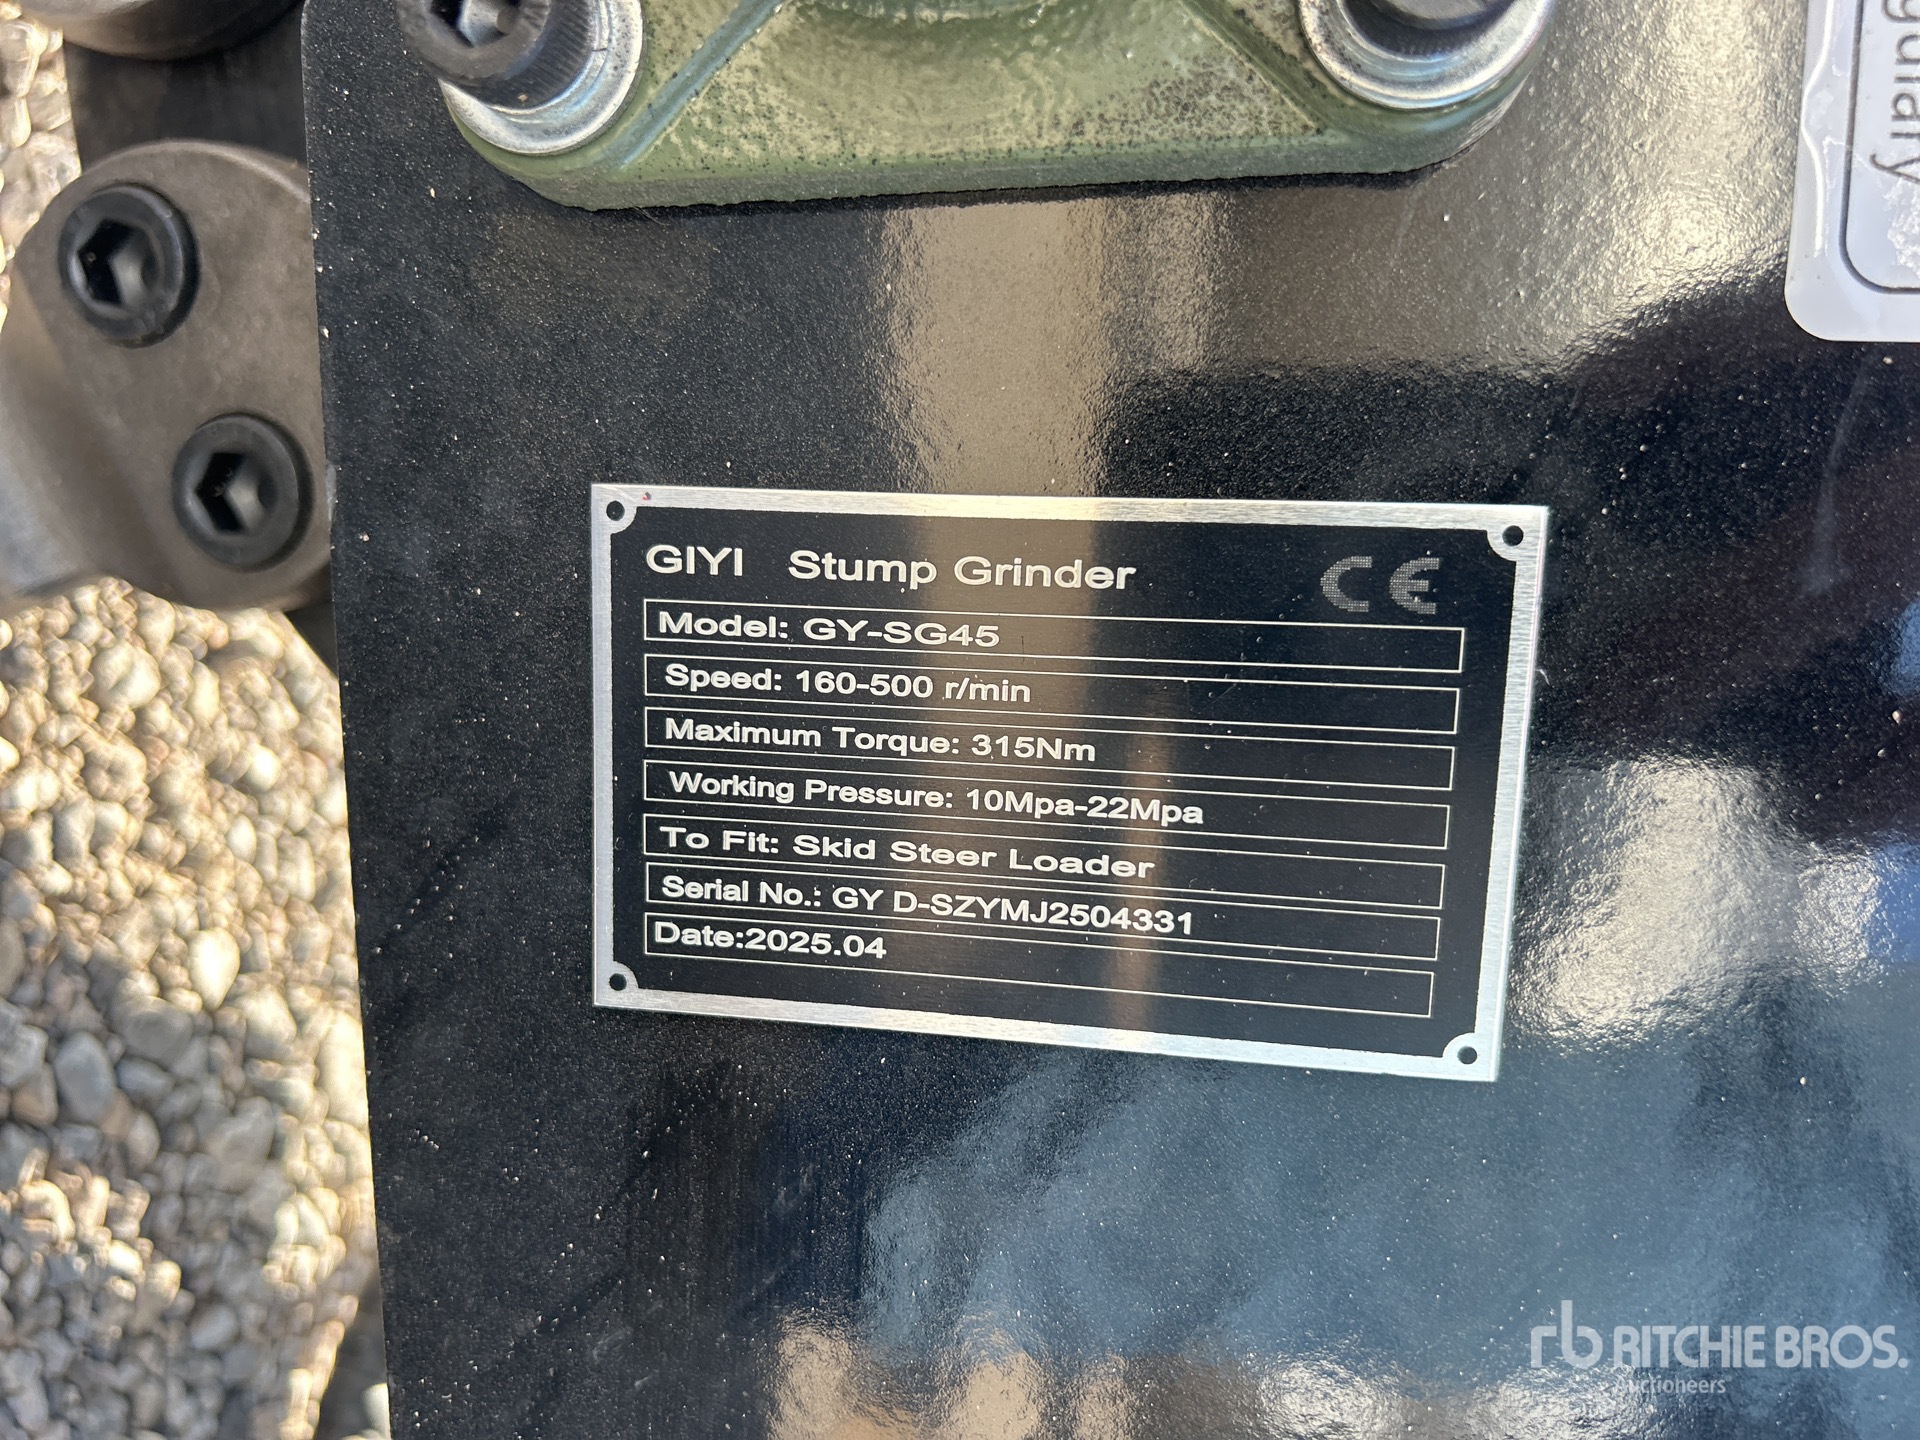 GIYI Stump Grinder CE
Model: GY-SG45
Speed: 160-500 r/min
Maximum Torque: 315Nm
Working Pressure: 10Mpa-22Mpa
To Fit: Skid Steer Loader
Serial No.: GY D-SZYMJ2504331
Date:2025.04
rb RITCHIE BROS.
Auctioneers